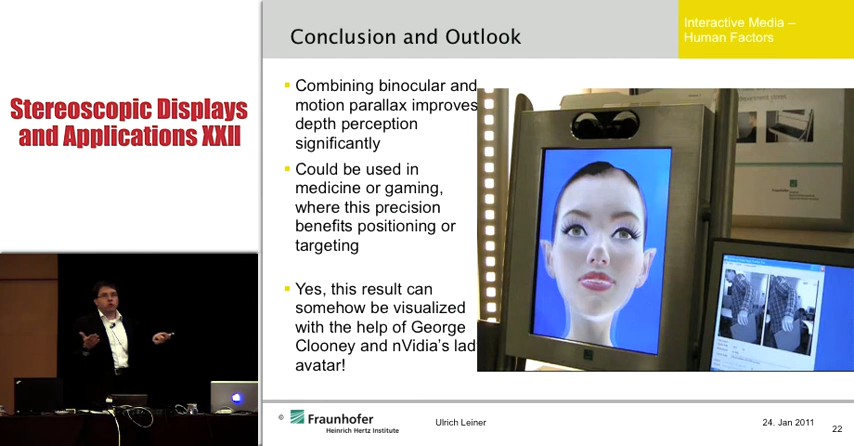 Stereoscopic Displays
and Applications XXII
Conclusion and Outlook
Interactive Media –
Human Factors
Combining binocular and
motion parallax improves
depth perception
significantly
Could be used in
medicine or gaming,
where this precision
benefits positioning or
targeting
Yes, this result can
somehow be visualized
with the help of George
Clooney and nVidia's lad
avatar!
©
Fraunhofer
Heinrich Hertz Institute
Ulrich Leiner
24. Jan 2011
22